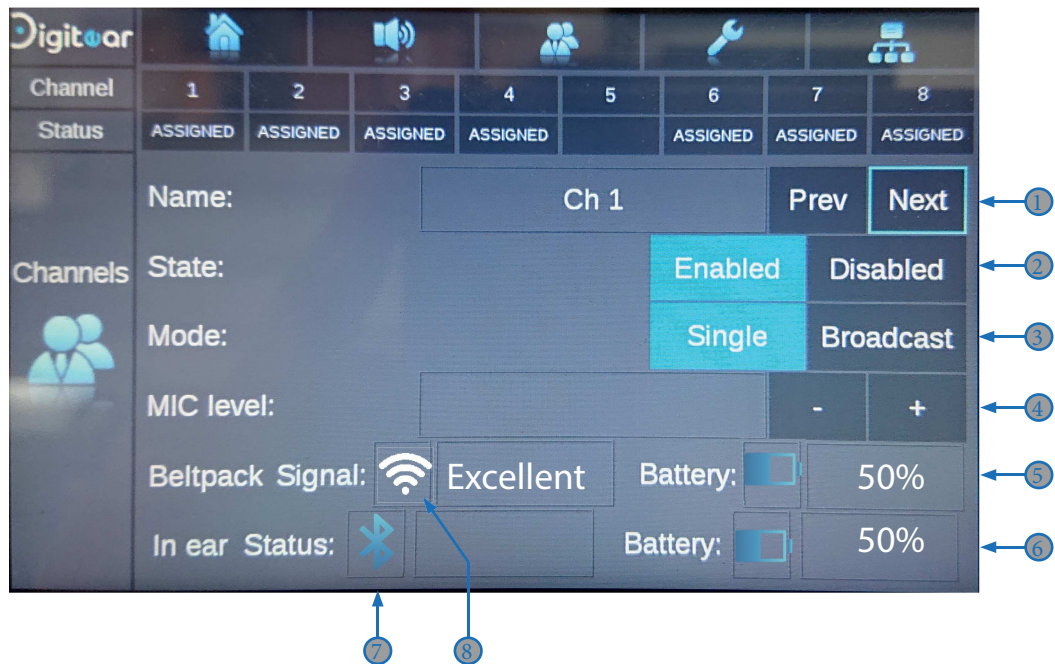 Digitear
Channel 1 2 3 4 5 6 7 8
Status ASSIGNED ASSIGNED ASSIGNED ASSIGNED ASSIGNED ASSIGNED ASSIGNED
Name: Ch 1 Prev Next 1
Channels State: Enabled Disabled 2
Mode: Single Broadcast 3
MIC level: - + 4
Beltpack Signal: Excellent Battery: 50% 5
In ear Status: Battery: 50% 6
7 8